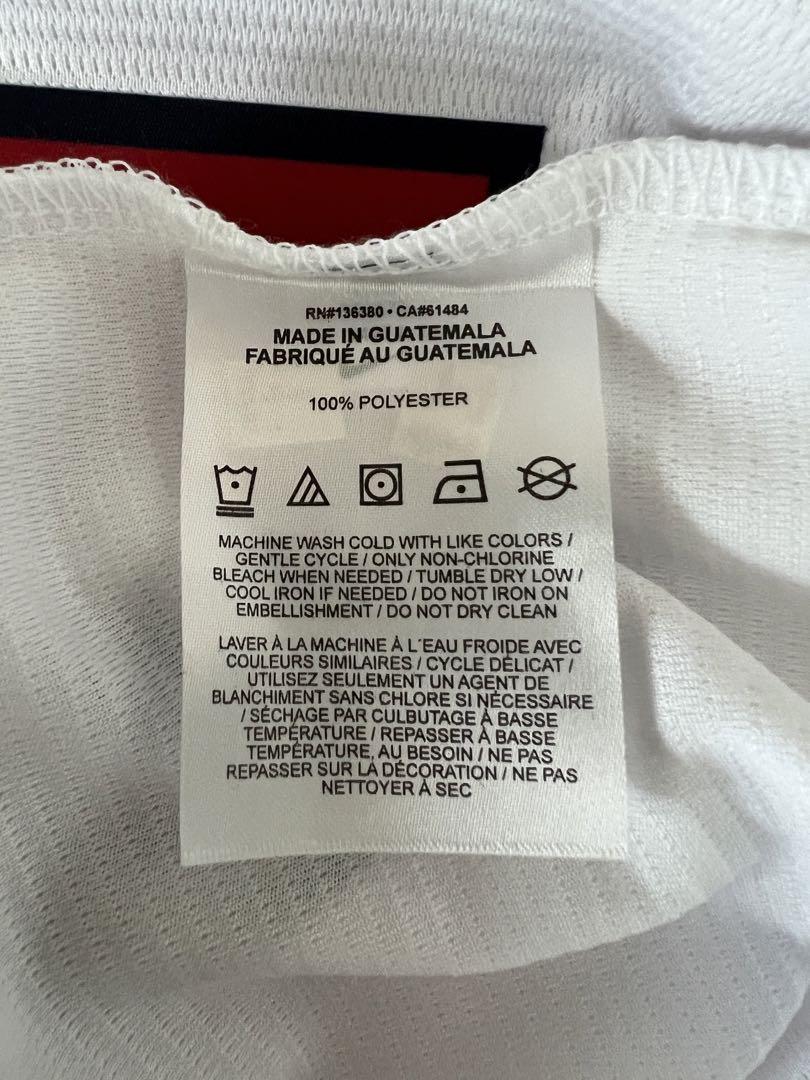 RN#136380 • CA#61484
MADE IN GUATEMALA
FABRIQUÉ AU GUATEMALA
100% POLYESTER
MACHINE WASH COLD WITH LIKE COLORS /
GENTLE CYCLE / ONLY NON-CHLORINE
BLEACH WHEN NEEDED / TUMBLE DRY LOW /
COOL IRON IF NEEDED / DO NOT IRON ON
EMBELLISHMENT / DO NOT DRY CLEAN
LAVER À LA MACHINE À L'EAU FROIDE AVEC
COULEURS SIMILAIRES / CYCLE DÉLICAT /
UTILISEZ SEULEMENT UN AGENT DE
BLANCHIMENT SANS CHLORE SI NÉCESSAIRE
/ SÉCHAGE PAR CULBUTAGE À BASSE
TEMPÉRATURE / REPASSER À BASSE
TEMPÉRATURE, AU BESOIN / NE PAS
REPASSER SUR LA DÉCORATION / NE PAS
NETTOYER À SEC